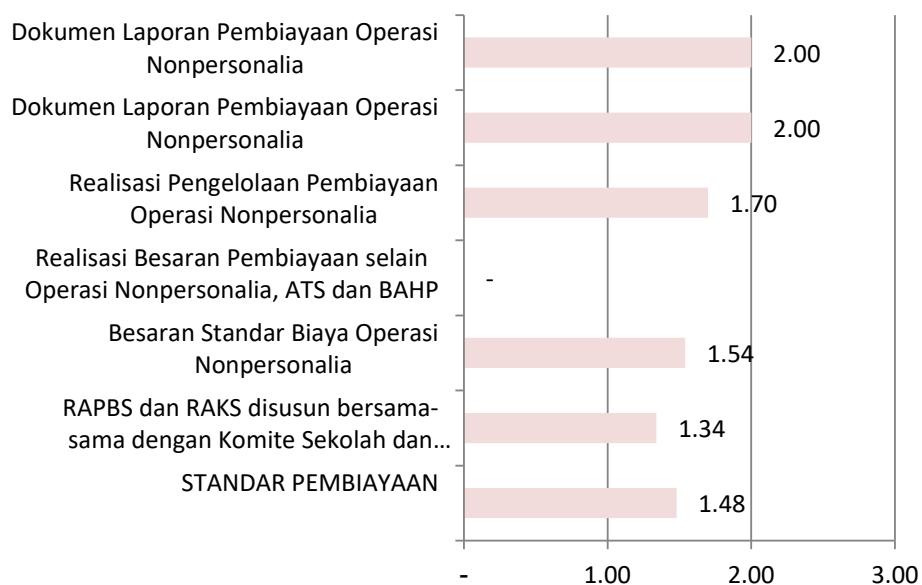 Dokumen Laporan Pembiayaan Operasi
Nonpersonalia
2.00
Dokumen Laporan Pembiayaan Operasi
Nonpersonalia
2.00
Realisasi Pengelolaan Pembiayaan
Operasi Nonpersonalia
1.70
Realisasi Besaran Pembiayaan selain
Operasi Nonpersonalia, ATS dan BAHP
-
Besaran Standar Biaya Operasi
Nonpersonalia
1.54
RAPBS dan RAKS disusun bersama-
sama dengan Komite Sekolah dan...
1.34
STANDAR PEMBIAYAAN
1.48
- 1.00 2.00 3.00